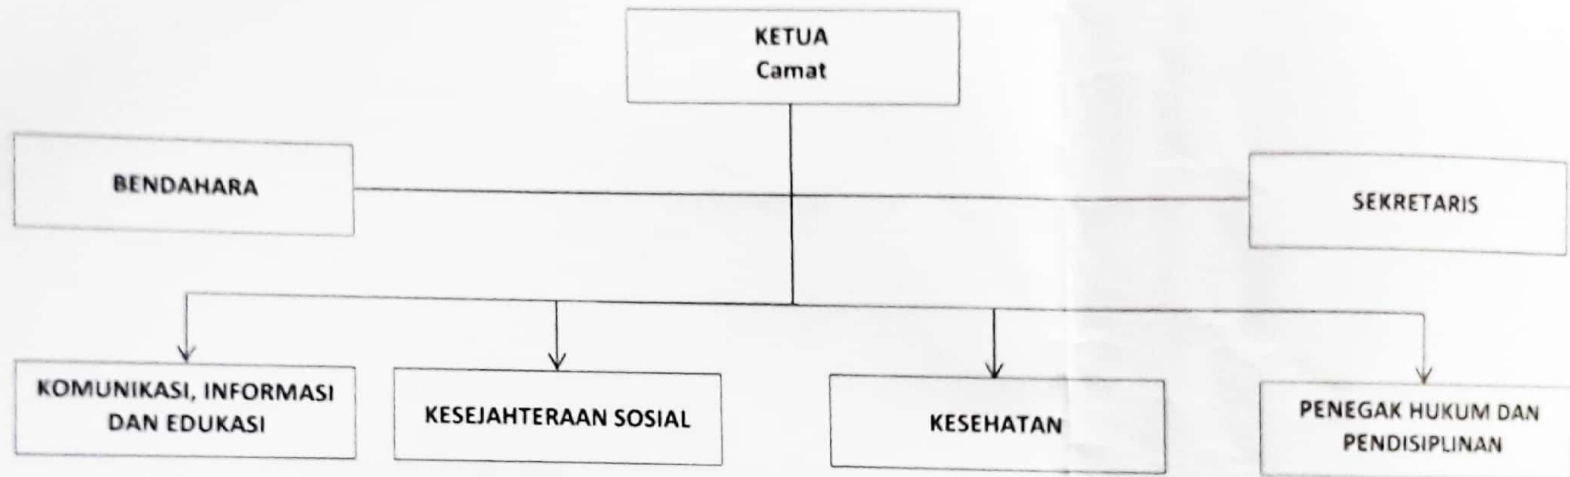 KETUA
Camat
BENDAHARA
SEKRETARIS
KOMUNIKASI, INFORMASI
DAN EDUKASI
KESEJAHTERAAN SOSIAL
KESEHATAN
PENEGAK HUKUM DAN
PENDISIPLINAN